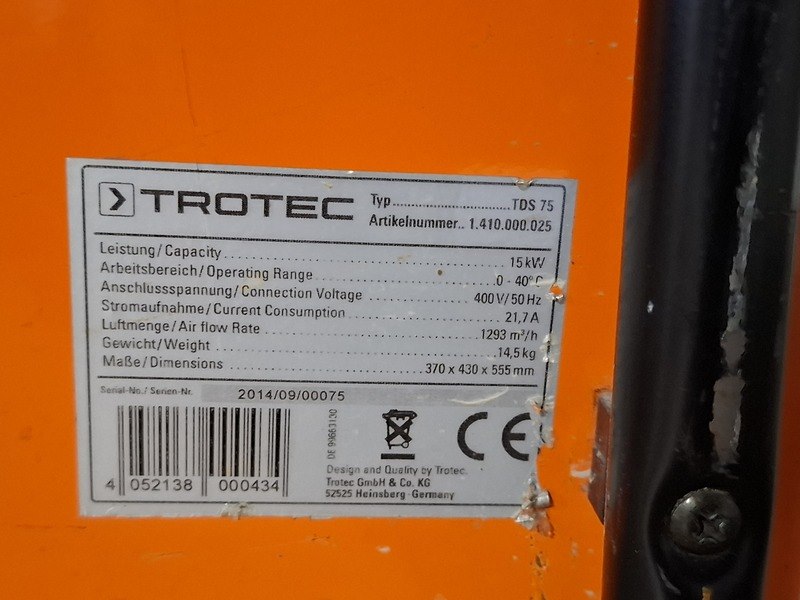 TROTEC
Typ..............................TDS 75
Artikelnummer.. 1.410.000.025
Leistung/Capacity ........................................ 15 kW
Arbeitsbereich/Operating Range ........................ 0 - 40°C
Anschlussspannung/Connection Voltage ............ 400 V/50 Hz
Stromaufnahme/Current Consumption .................... 21,7 A
Luftmenge/Air flow Rate ............................ 1293 m³/h
Gewicht/Weight ........................................ 14,5 kg
Maße/Dimensions ........................ 370 x 430 x 555 mm
Serial-No./ Serien-Nr. 2014/09/00075
4 052138 000434
Design and Quality by Trotec.
Trotec GmbH & Co. KG
52525 Heinsberg-Germany
CE